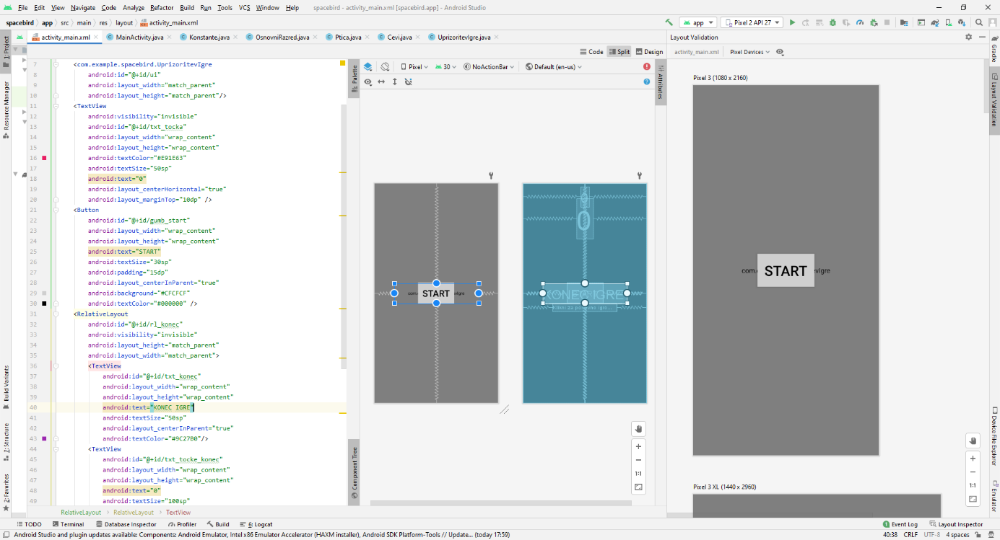 File Edit View Navigate Code Analyze Refactor Build Run Tools VCS Window Help spacebird - activity_main.xml [spacebird.app] - Android Studio
spacebird app src main res layout activity_main.xml app Pixel 2 API 27
activity_main.xml MainActivity.java Konstante.java OsnovniRazred.java Ptica.java Cevi.java UprizoritevIgre.java Layout Validation
Code Split Design activity_main.xml Pixel Devices
Pixel 30 NoActionBar Default (en-us)
1: Project
Resource Manager
Build Variants
Z: Structure
2: Favorites
7 <com.example.spacebird.UprizoritevIgre
8 android:id="@+id/ui"
9 android:layout_width="match_parent"
10 android:layout_height="match_parent"/>
11 <TextView
12 android:visibility="invisible"
13 android:id="@+id/txt_tocka"
14 android:layout_width="wrap_content"
15 android:layout_height="wrap_content"
16 android:textColor="#E91E63"
17 android:textSize="50sp"
18 android:text="0"
19 android:layout_centerHorizontal="true"
20 android:layout_marginTop="10dp" />
21 <Button
22 android:id="@+id/gumb_start"
23 android:layout_width="wrap_content"
24 android:layout_height="wrap_content"
25 android:text="START"
26 android:textSize="30sp"
27 android:padding="15dp"
28 android:layout_centerInParent="true"
29 android:background="#CFCFCF"
30 android:textColor="#000000" />
31 <RelativeLayout
32 android:id="@+id/rl_konec"
33 android:visibility="invisible"
34 android:layout_height="match_parent"
35 android:layout_width="match_parent">
36 <TextView
37 android:id="@+id/txt_konec"
38 android:layout_width="wrap_content"
39 android:layout_height="wrap_content"
40 android:text="KONEC IGRE"
41 android:textSize="50sp"
42 android:layout_centerInParent="true"
43 android:textColor="#9C27B0"/>
44 <TextView
45 android:id="@+id/txt_tocke_konec"
46 android:layout_width="wrap_content"
47 android:layout_height="wrap_content"
48 android:text="0"
49 android:textSize="100sp"
RelativeLayout RelativeLayout TextView
Palette
Component Tree
Attributes
START
0
0
KONEC IGRE
1:1
Pixel 3 (1080 x 2160)
com. START evIgre
Pixel 3 XL (1440 x 2960)
1:1
Gradle
Layout Validation
Device File Explorer
Emulator
TODO Terminal Database Inspector Profiler Build 6: Logcat 1 Event Log Layout Inspector
Android Studio and plugin updates available: Components: Android Emulator, Intel x86 Emulator Accelerator (HAXM installer), Android SDK Platform-Tools // Update... (today 17:59) 40:38 CRLF UTF-8 4 spaces